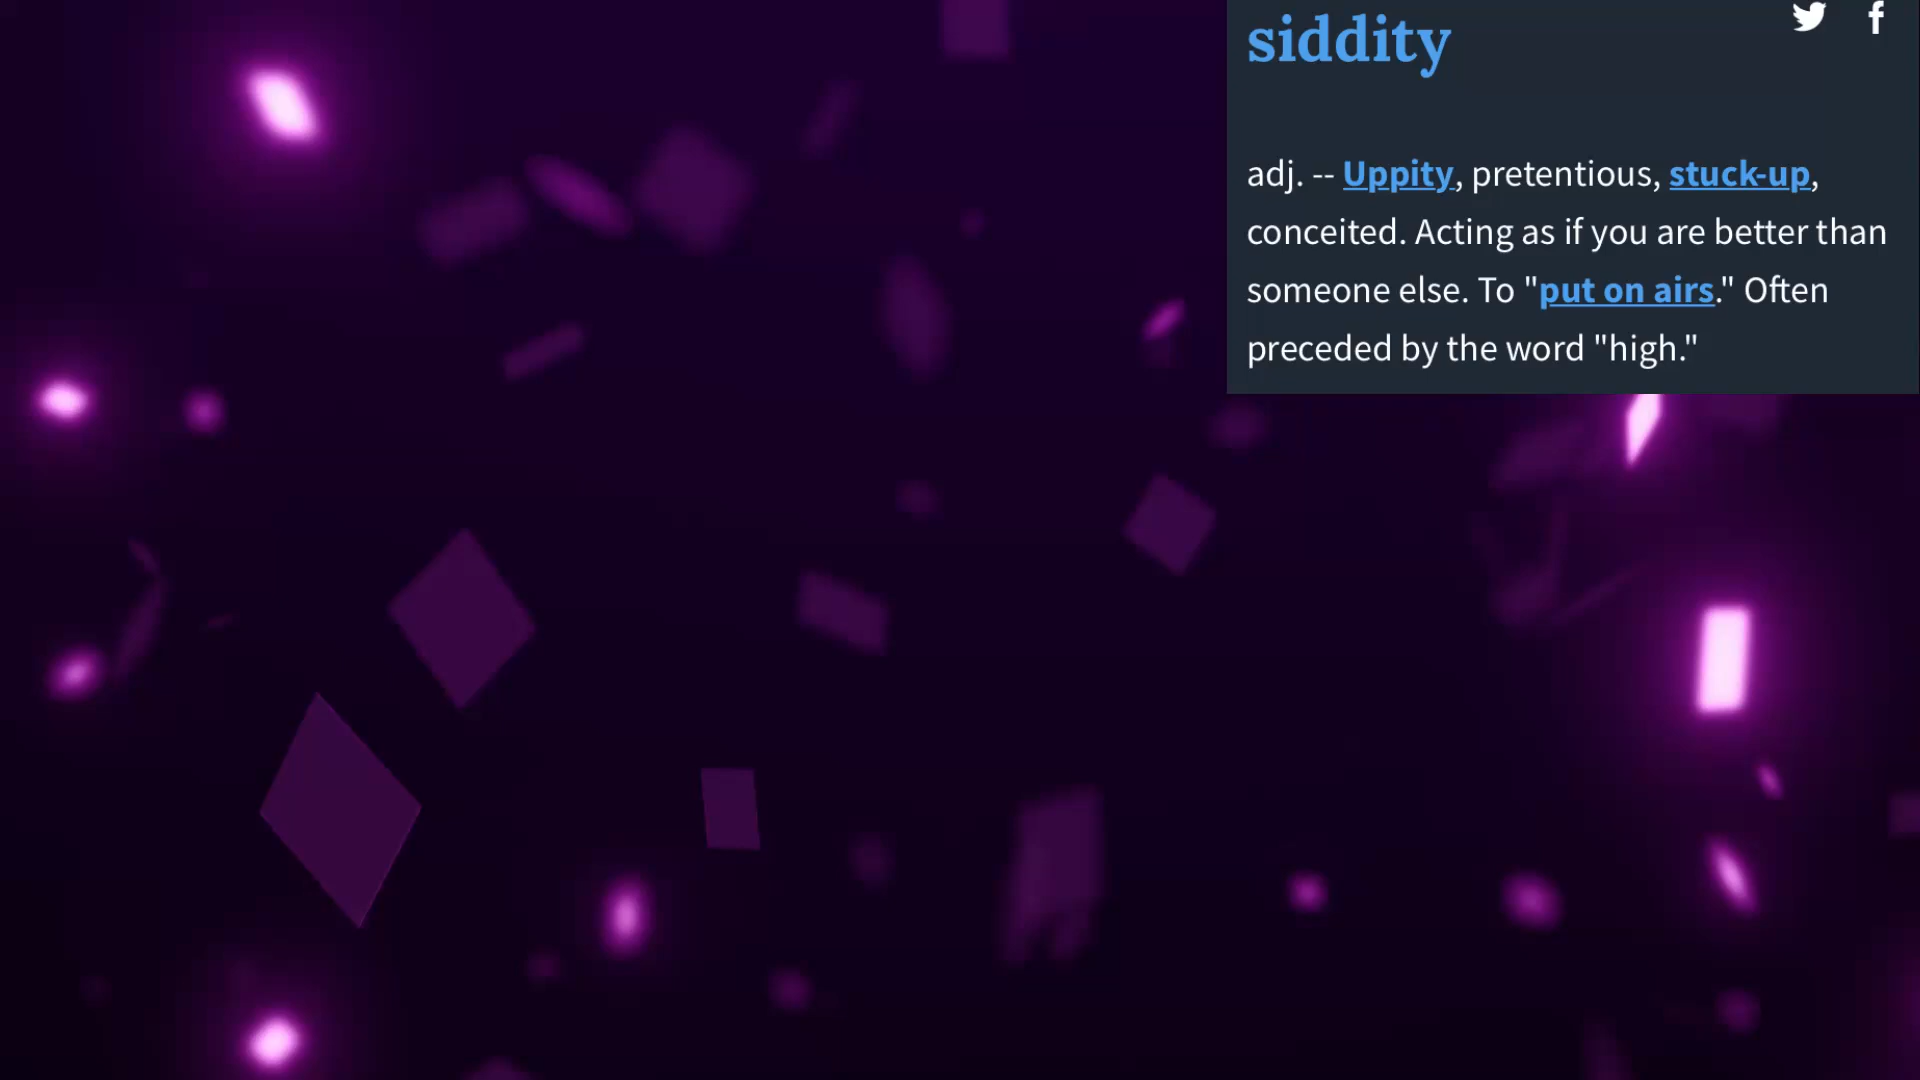 siddity
adj. -- Uppity, pretentious, stuck-up,
conceited. Acting as if you are better than
someone else. To "put on airs." Often
preceded by the word "high."